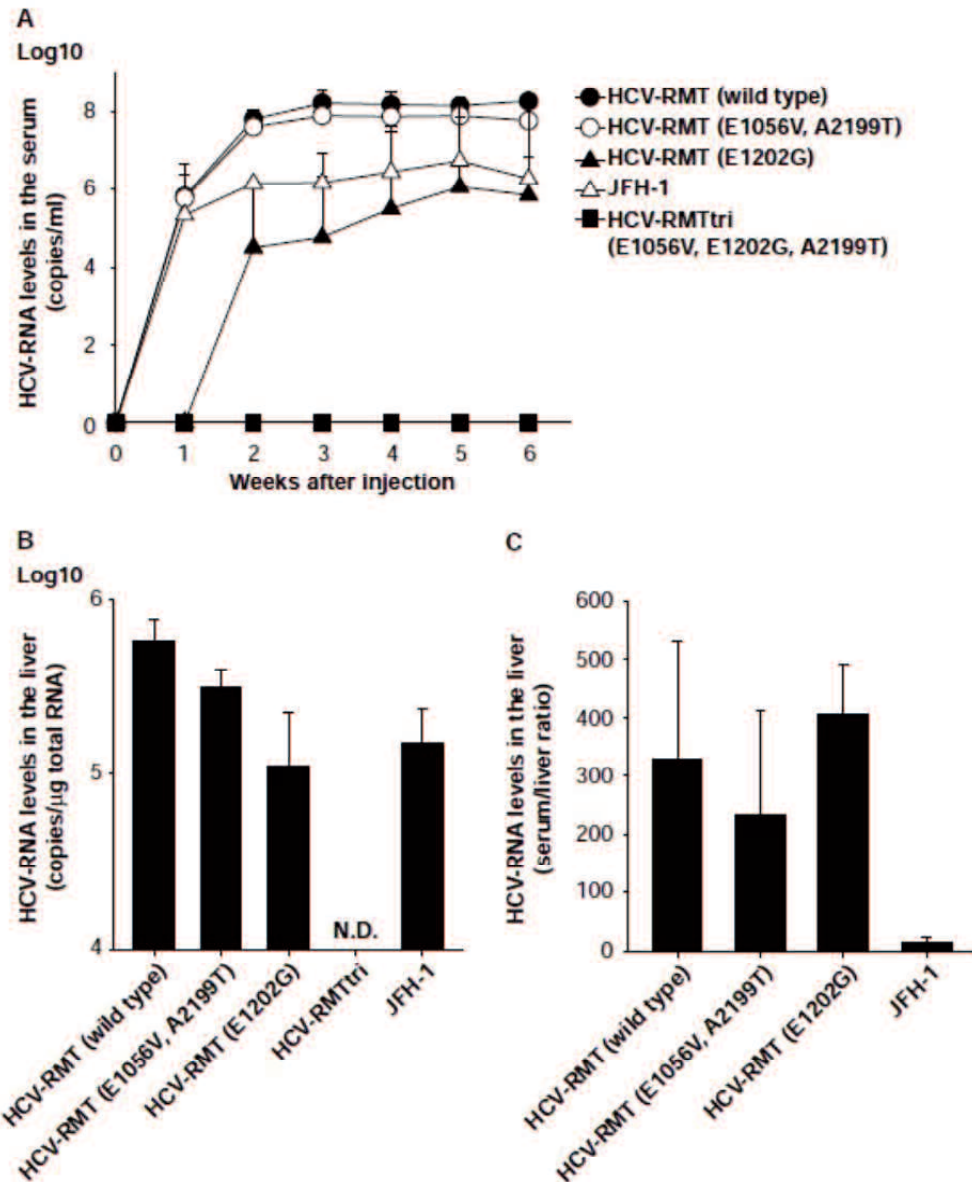 A
Log10
HCV-RNA levels in the serum
(copies/ml)
8
6
4
2
0
0 1 2 3 4 5 6
Weeks after injection
HCV-RMT (wild type)
HCV-RMT (E1056V, A2199T)
HCV-RMT (E1202G)
JFH-1
HCV-RMTtri
(E1056V, E1202G, A2199T)
B
Log10
HCV-RNA levels in the liver
(copies/μg total RNA)
6
5
4
N.D.
HCV-RMT (wild type)
HCV-RMT (E1056V, A2199T)
HCV-RMT (E1202G)
HCV-RMTtri
JFH-1
C
HCV-RNA levels in the liver
(serum/liver ratio)
600
500
400
300
200
100
0
HCV-RMT (wild type)
HCV-RMT (E1056V, A2199T)
HCV-RMT (E1202G)
JFH-1